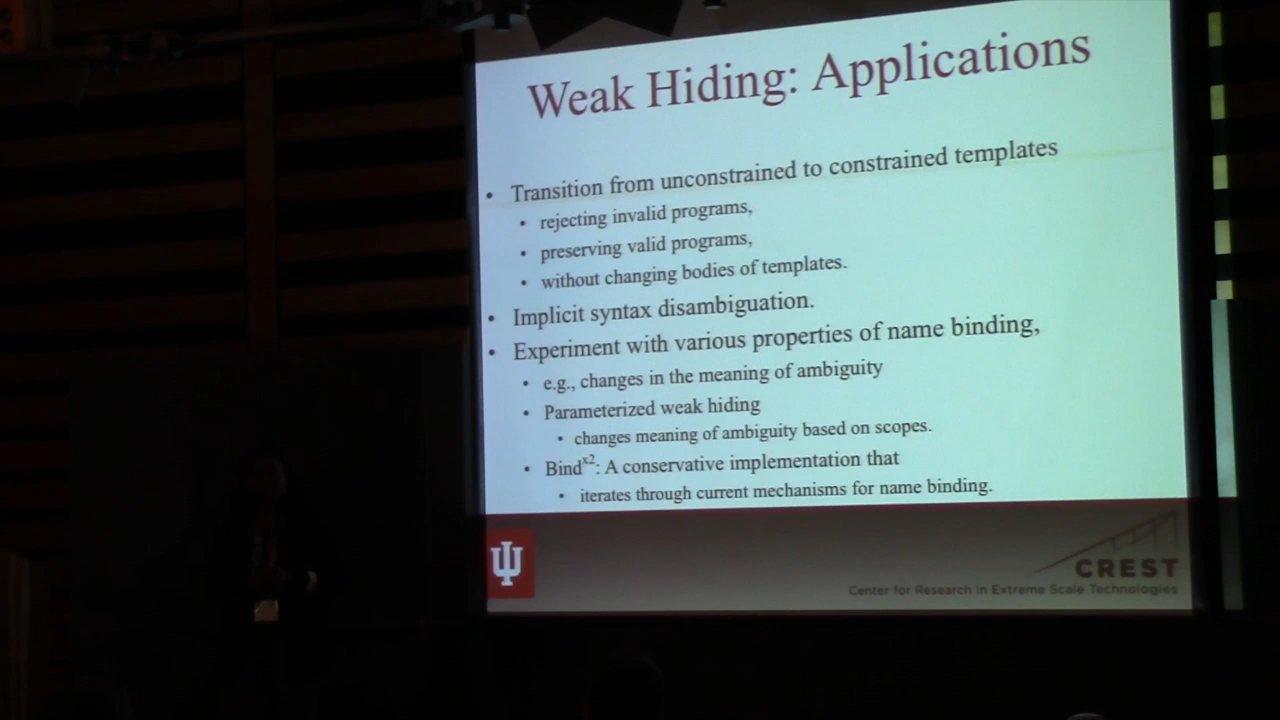 Weak Hiding: Applications
• Transition from unconstrained to constrained templates
• rejecting invalid programs,
• preserving valid programs,
• without changing bodies of templates.
• Implicit syntax disambiguation.
• Experiment with various properties of name binding,
• e.g., changes in the meaning of ambiguity
• Parameterized weak hiding
• changes meaning of ambiguity based on scopes.
• Bind^x2: A conservative implementation that
• iterates through current mechanisms for name binding.
CREST
Center for Research in Extreme Scale Technologies